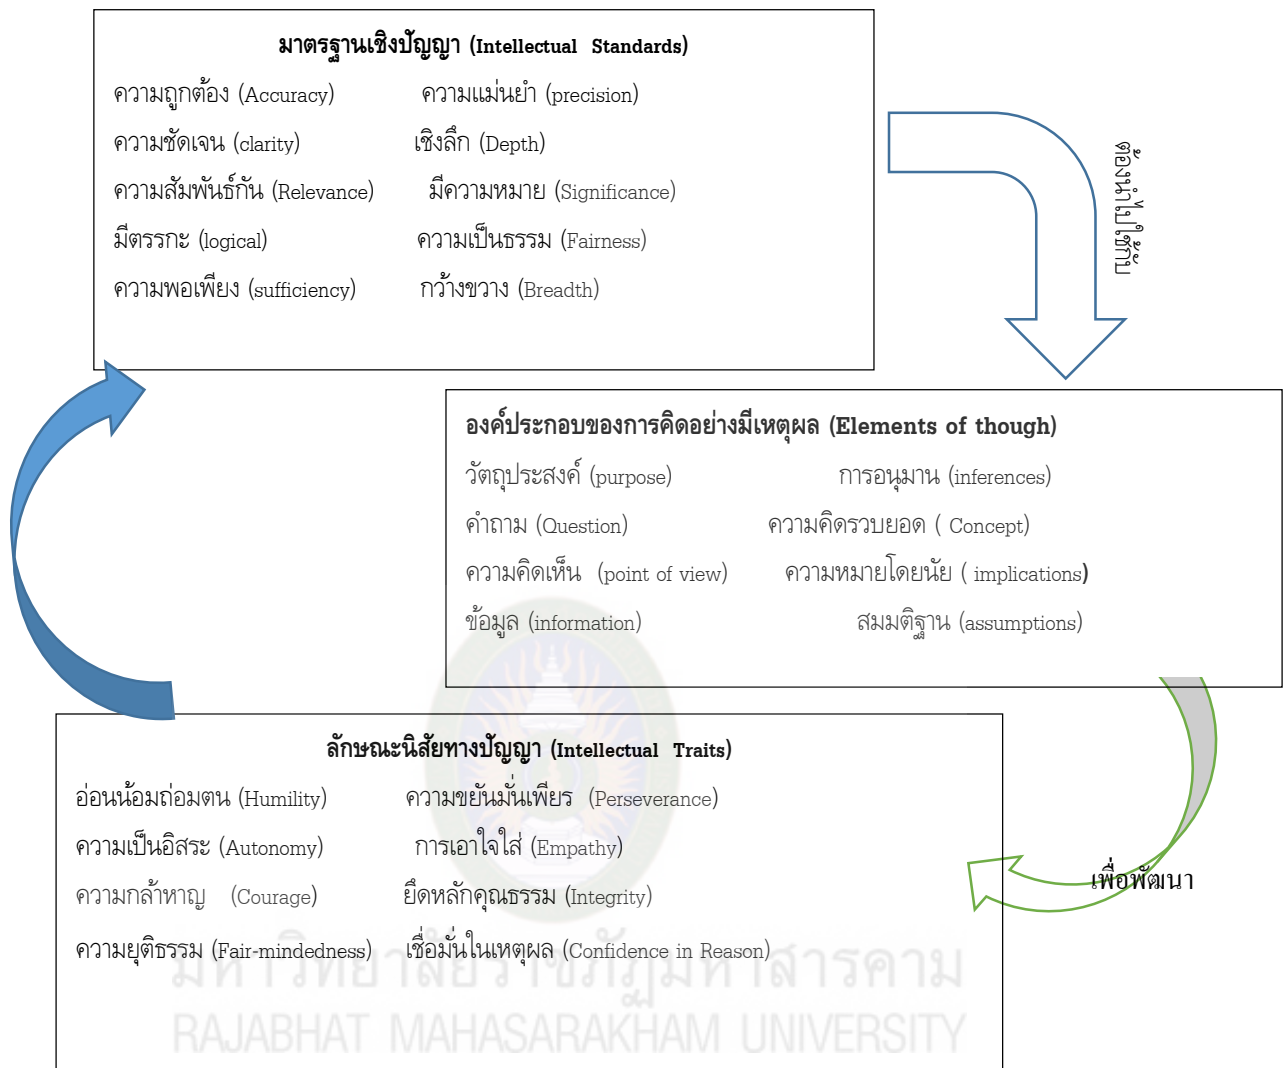 มาตรฐานเชิงปัญญา (Intellectual Standards)
ความถูกต้อง (Accuracy) ความแม่นยำ (precision)
ความชัดเจน (clarity) เชิงลึก (Depth)
ความสัมพันธ์กัน (Relevance) มีความหมาย (Significance)
มีตรรกะ (logical) ความเป็นธรรม (Fairness)
ความพอเพียง (sufficiency) กว้างขวาง (Breadth)
ต้องนำไปใช้กับ
องค์ประกอบของการคิดอย่างมีเหตุผล (Elements of though)
วัตถุประสงค์ (purpose) การอนุมาน (inferences)
คำถาม (Question) ความคิดรวบยอด ( Concept)
ความคิดเห็น (point of view) ความหมายโดยนัย ( implications)
ข้อมูล (information) สมมติฐาน (assumptions)
เพื่อพัฒนา
ลักษณะนิสัยทางปัญญา (Intellectual Traits)
อ่อนน้อมถ่อมตน (Humility) ความขยันมั่นเพียร (Perseverance)
ความเป็นอิสระ (Autonomy) การเอาใจใส่ (Empathy)
ความกล้าหาญ (Courage) ยึดหลักคุณธรรม (Integrity)
ความยุติธรรม (Fair-mindedness) เชื่อมั่นในเหตุผล (Confidence in Reason)
มหาวิทยาลัยราชภัฏมหาสารคาม
RAJABHAT MAHASARAKHAM UNIVERSITY